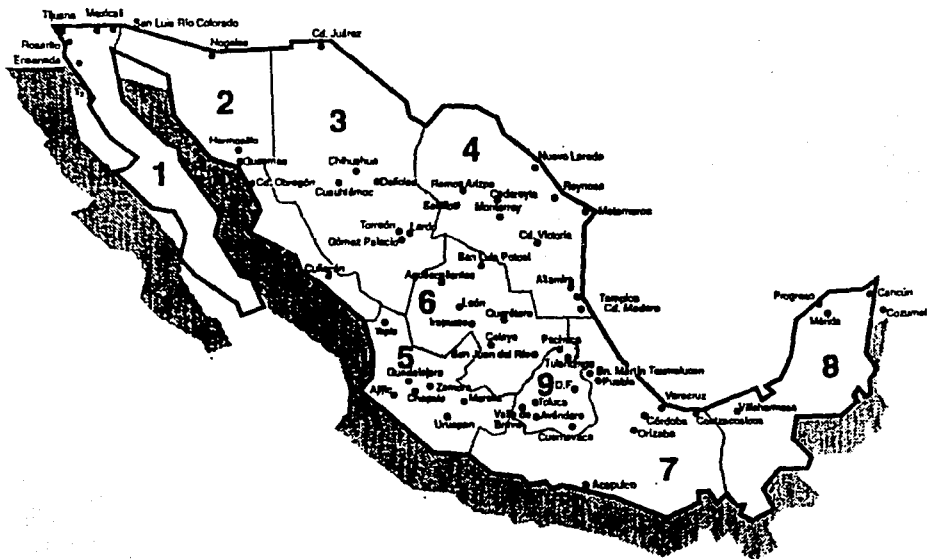 Tijuana
Mexicali
San Luis Río Colorado
Rosarito
Ensenada
Nogales
Cd. Juárez
2
3
4
Hermosillo
Guaymas
Cd. Obregón
Chihuahua
Cuauhtémoc
Delicias
Nuevo Laredo
Ramos Arizpe
Cadereyta
Reynosa
1
Saltillo
Monterrey
Matamoros
Torreón
Lerdo
Gómez Palacio
Cd. Victoria
San Luis Potosí
Culiacán
Aguascalientes
Altamira
6
León
Tampico
Cd. Madero
Progreso
Cancún
Cozumel
Mérida
Irapuato
Querétaro
Tepic
Celaya
Pachuca
San Juan del Río
5
Tulancingo
8
Guadalajara
9
D.F.
Sn. Martín Texmelucan
Puebla
Zamora
Chapala
Morelia
Toluca
Valle de
Bravo
Avándaro
Veracruz
Villahermosa
Coatzacoalcos
Córdoba
Orizaba
Uruapan
Cuernavaca
7
Acapulco